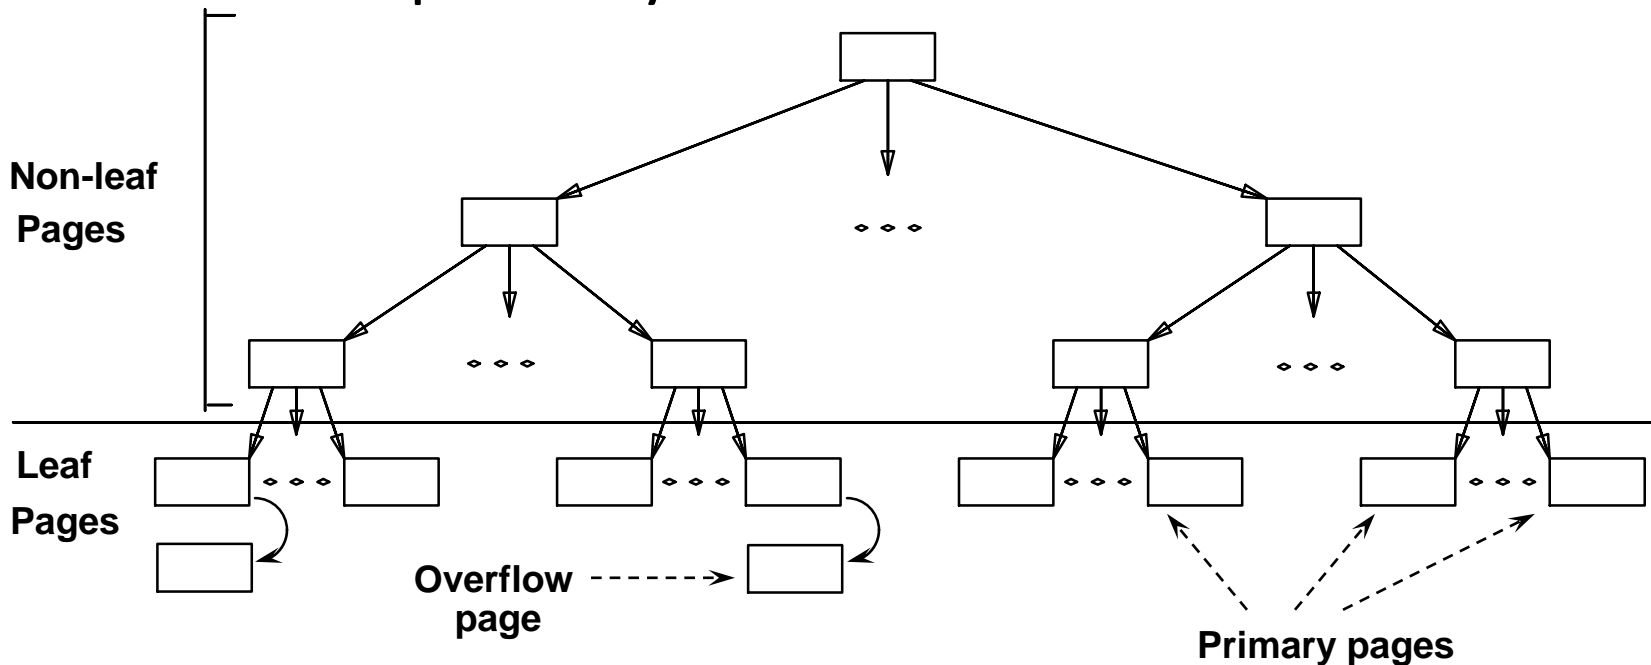 Non-leaf
Pages
Leaf
Pages
Overflow
page
Primary pages